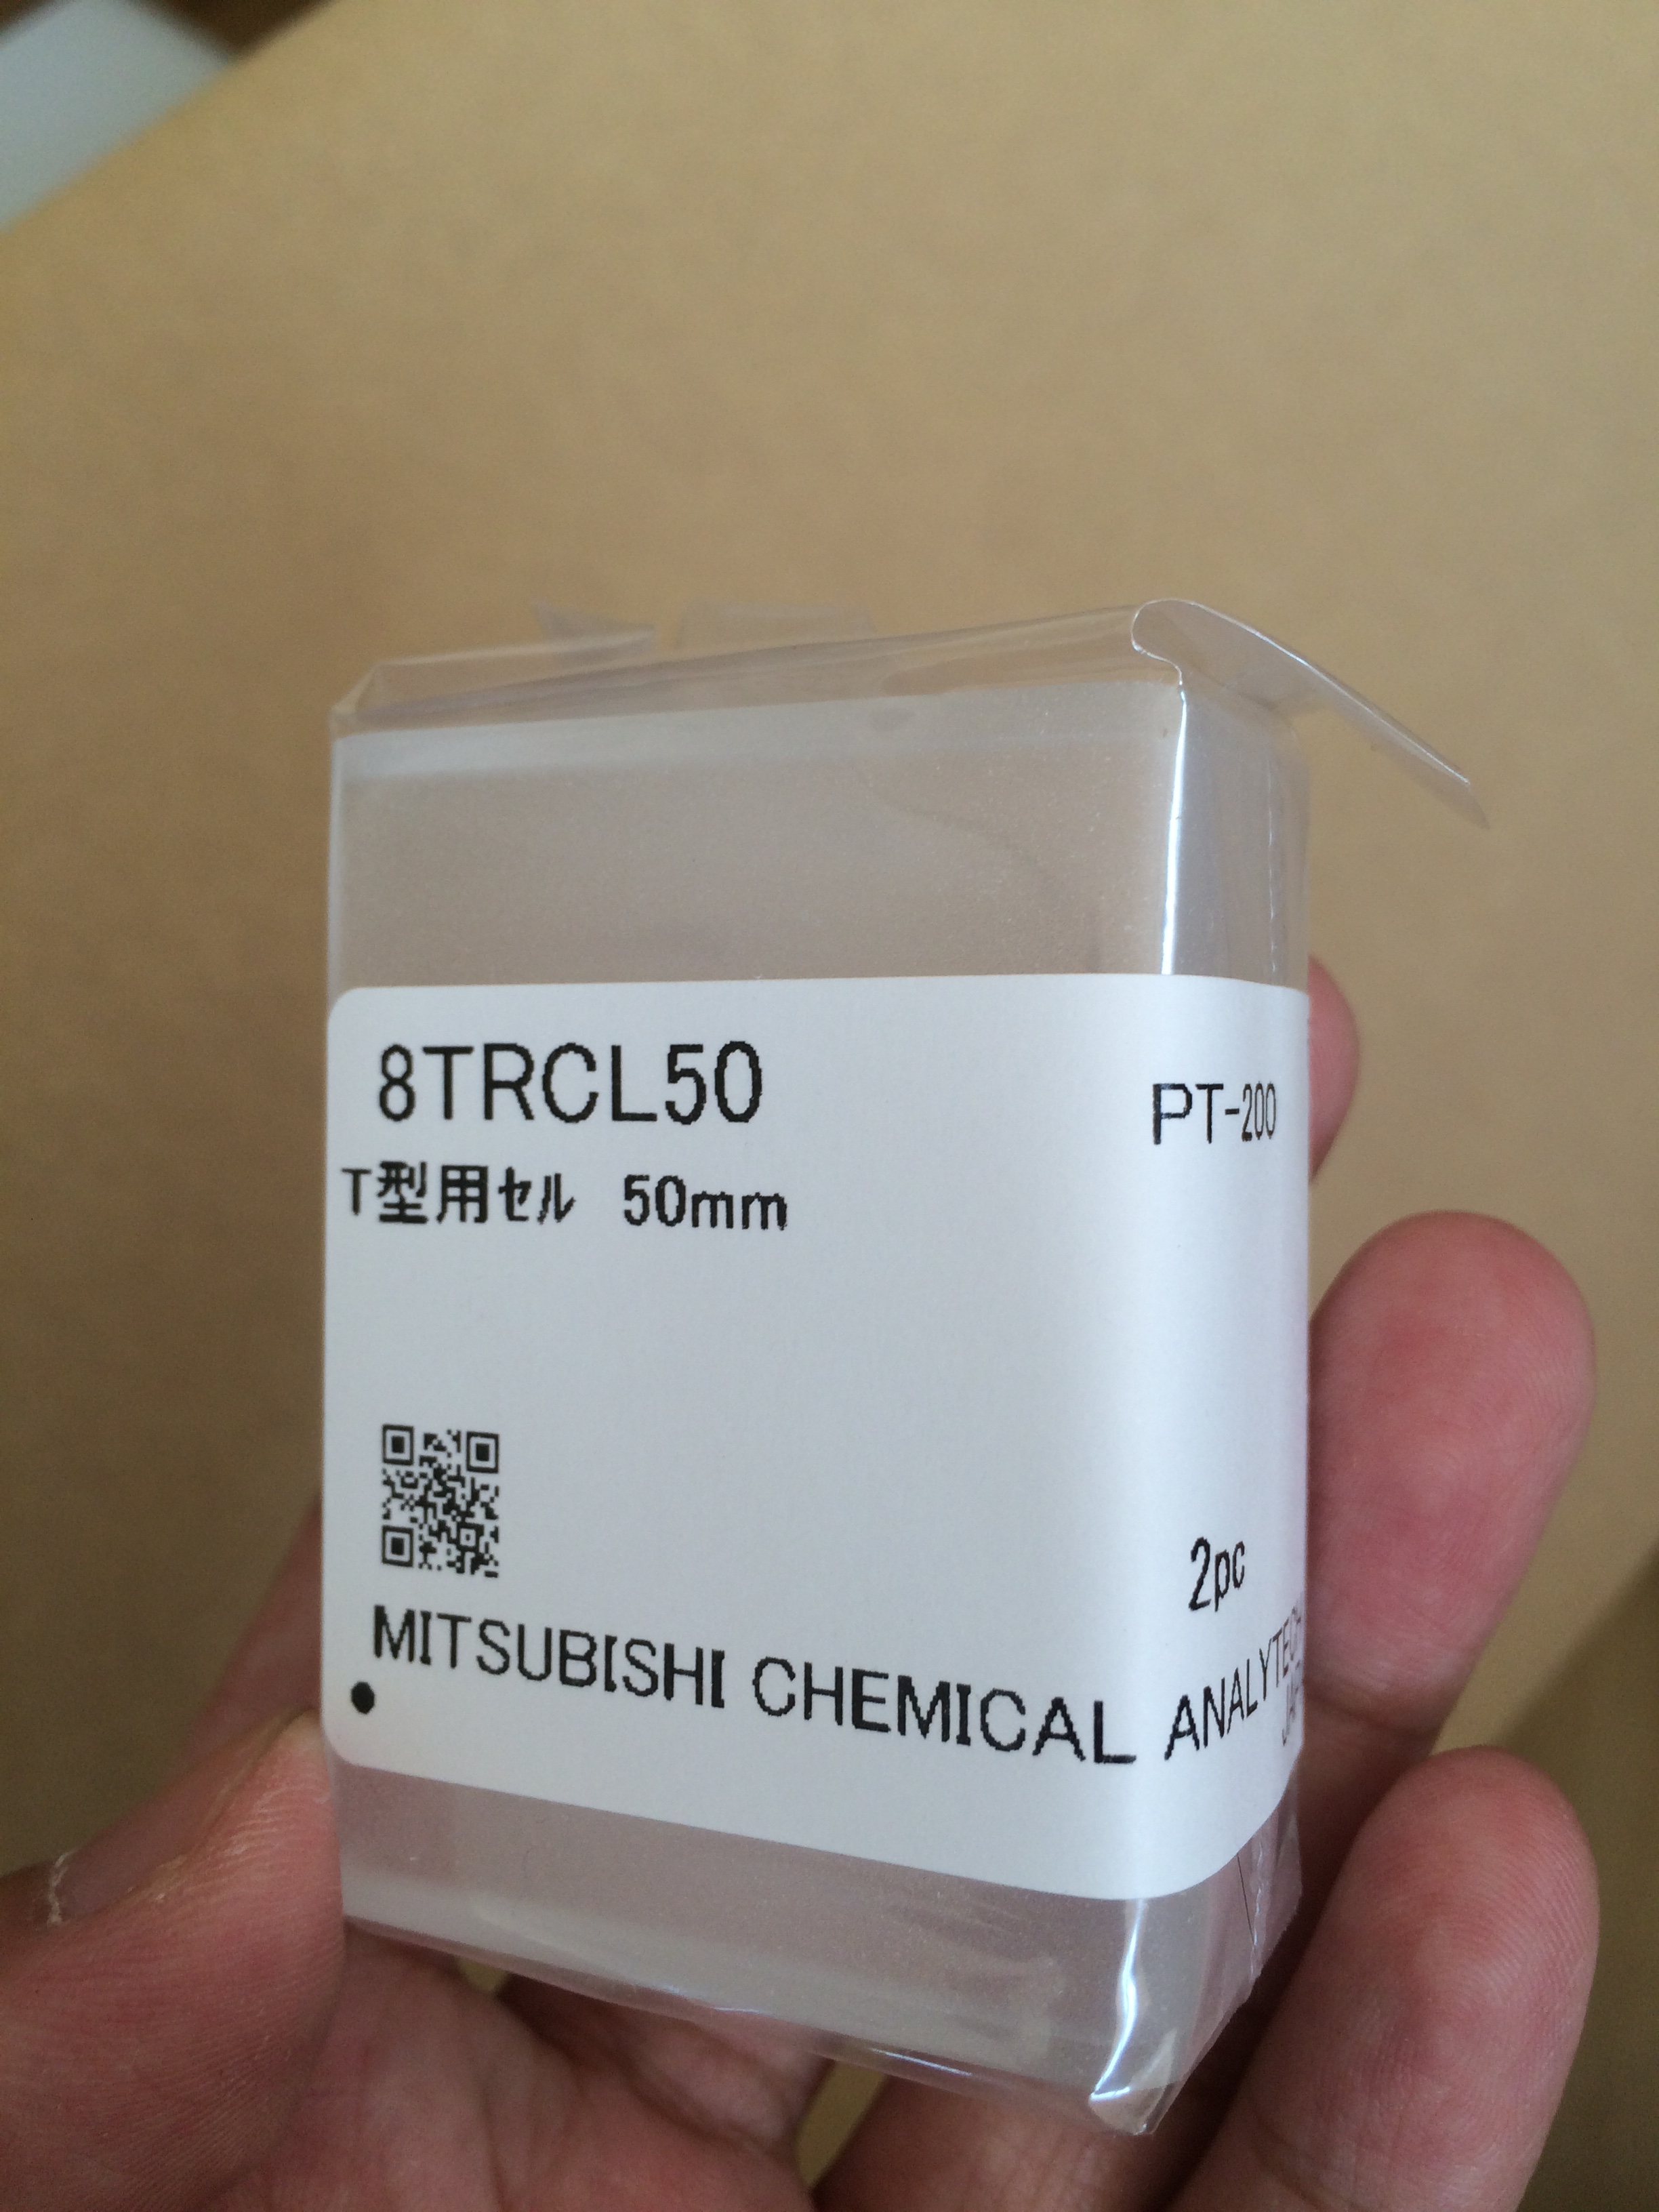 8TRCL50 PT-200
T型用ｾﾙ 50mm
2pc
MITSUBISHI CHEMICAL